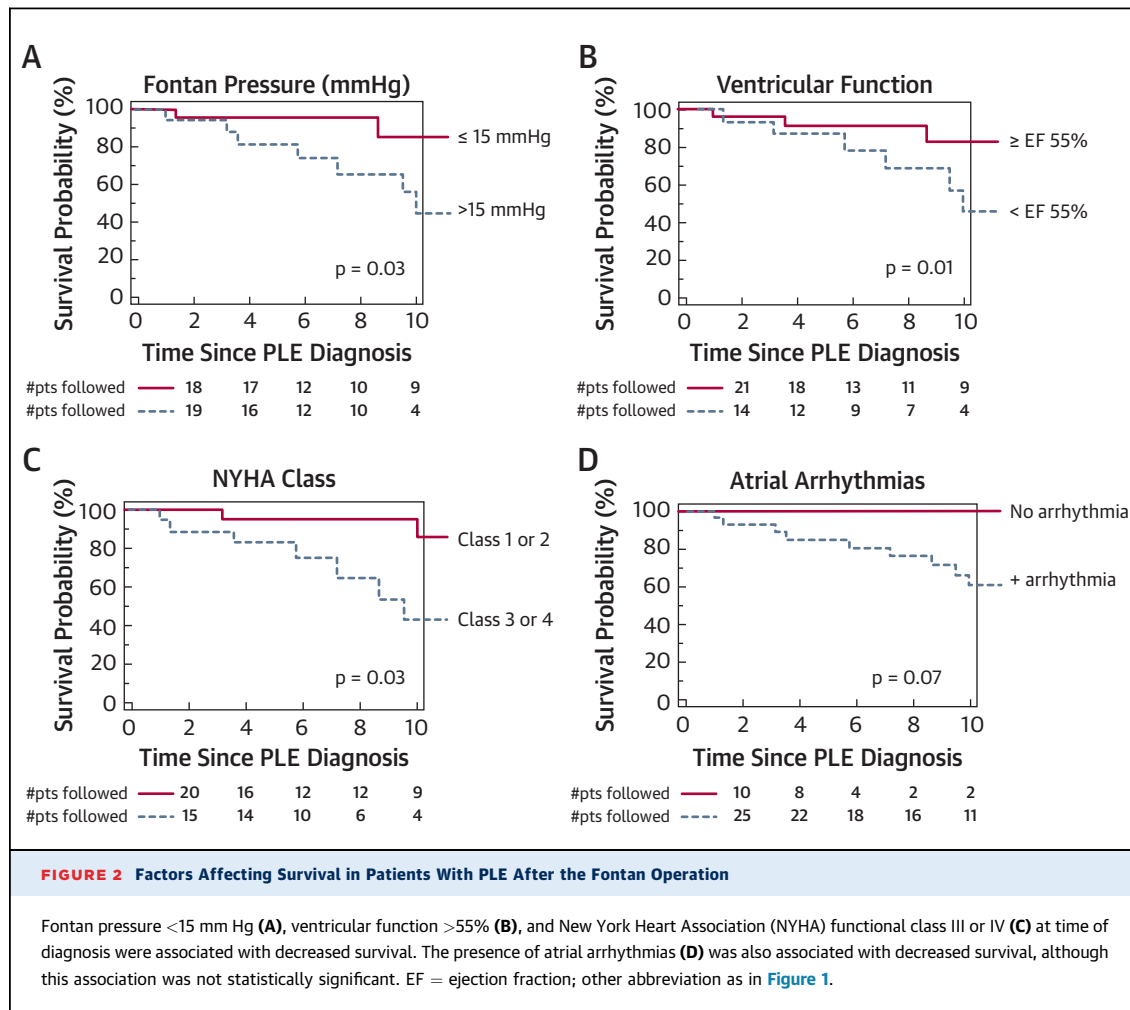 A
Fontan Pressure (mmHg)
Survival Probability (%)
100
80
60
40
20
0
≤ 15 mmHg
>15 mmHg
p = 0.03
0 2 4 6 8 10
Time Since PLE Diagnosis
#pts followed 18 17 12 10 9
#pts followed 19 16 12 10 4
B
Ventricular Function
Survival Probability (%)
100
80
60
40
20
0
≥ EF 55%
< EF 55%
p = 0.01
0 2 4 6 8 10
Time Since PLE Diagnosis
#pts followed 21 18 13 11 9
#pts followed 14 12 9 7 4
C
NYHA Class
Survival Probability (%)
100
80
60
40
20
0
Class 1 or 2
Class 3 or 4
p = 0.03
0 2 4 6 8 10
Time Since PLE Diagnosis
#pts followed 20 16 12 12 9
#pts followed 15 14 10 6 4
D
Atrial Arrhythmias
Survival Probability (%)
100
80
60
40
20
0
No arrhythmia
+ arrhythmia
p = 0.07
0 2 4 6 8 10
Time Since PLE Diagnosis
#pts followed 10 8 4 2 2
#pts followed 25 22 18 16 11
FIGURE 2 Factors Affecting Survival in Patients With PLE After the Fontan Operation
Fontan pressure <15 mm Hg (A), ventricular function >55% (B), and New York Heart Association (NYHA) functional class III or IV (C) at time of
diagnosis were associated with decreased survival. The presence of atrial arrhythmias (D) was also associated with decreased survival, although
this association was not statistically significant. EF = ejection fraction; other abbreviation as in Figure 1.